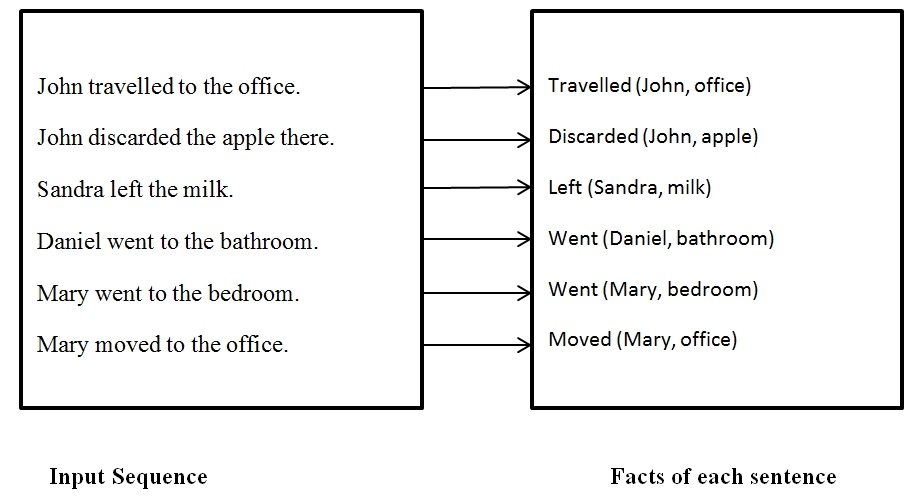 John travelled to the office.
Travelled (John, office)
John discarded the apple there.
Discarded (John, apple)
Sandra left the milk.
Left (Sandra, milk)
Daniel went to the bathroom.
Went (Daniel, bathroom)
Mary went to the bedroom.
Went (Mary, bedroom)
Mary moved to the office.
Moved (Mary, office)
Input Sequence
Facts of each sentence